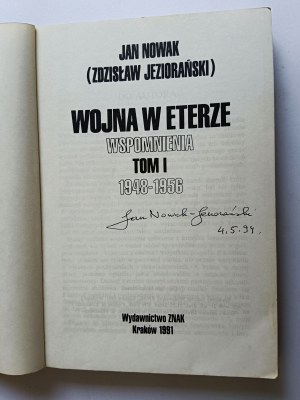 JAN NOWAK
(ZDZISŁAW JEZIORAŃSKI)
WOJNA W ETERZE
WSPOMNIENIA
TOM I
1948-1956
Jan Nowak-Jeziorański
4.5.94.
Wydawnictwo ZNAK
Kraków 1991